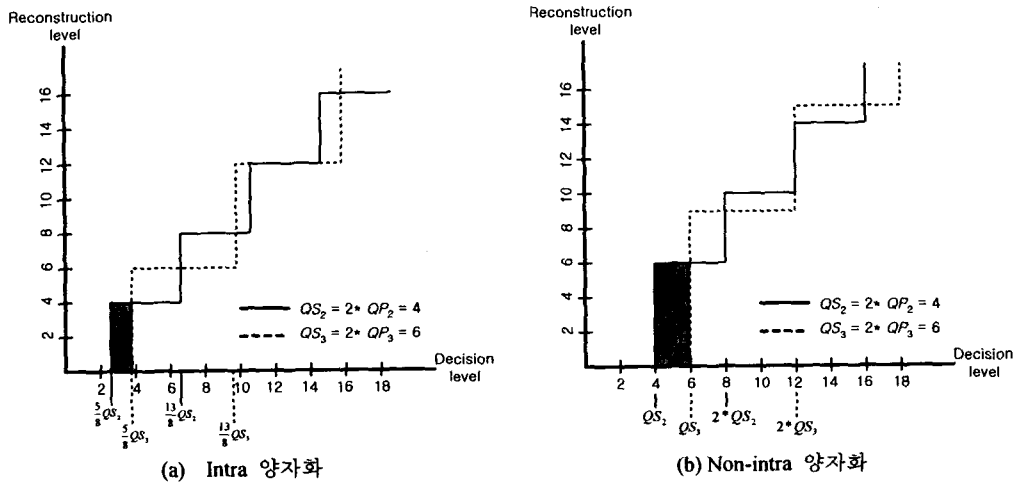 Reconstruction
level
16
14
12
10
8
6
4
2
QS₂ = 2* QP₂ = 4
QS₃ = 2* QP₃ = 6
Decision
level
2 4 6 8 10 12 14 16 18
5/8 QS₂
5/8 QS₃
13/8 QS₂
13/8 QS₃
(a) Intra 양자화
Reconstruction
level
16
14
12
10
8
6
4
2
QS₂ = 2* QP₂ = 4
QS₃ = 2* QP₃ = 6
Decision
level
2 4 6 8 10 12 14 16 18
QS₂
QS₃
2*QS₂
2*QS₃
(b) Non-intra 양자화